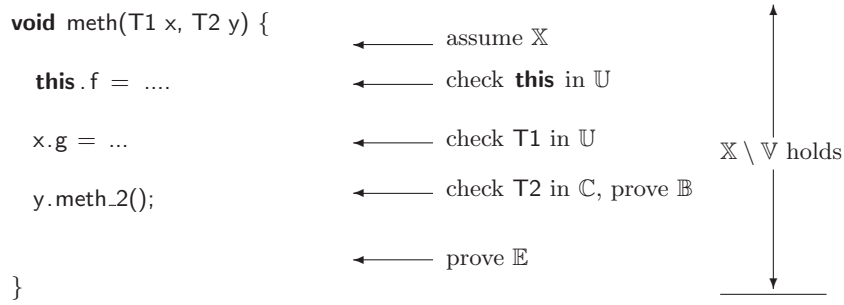 void meth(T1 x, T2 y) {
assume 𝕏
this.f = ....
check this in 𝕌
x.g = ...
check T1 in 𝕌
𝕏 \ 𝕍 holds
y.meth_2();
check T2 in ℂ, prove 𝔹
prove 𝔼
}